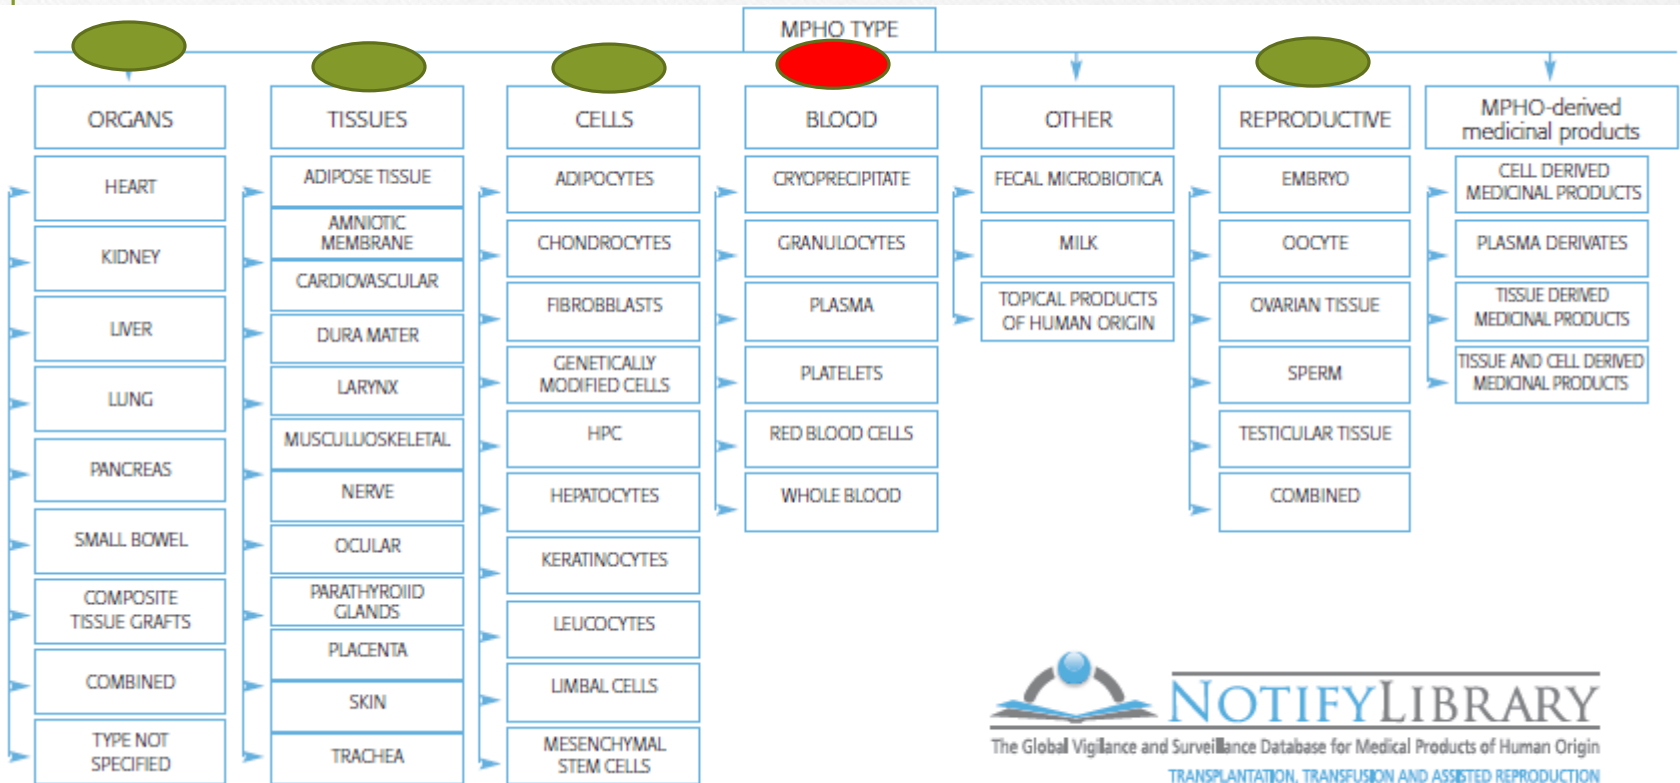 MPHO TYPE
ORGANS
HEART
KIDNEY
LIVER
LUNG
PANCREAS
SMALL BOWEL
COMPOSITE
TISSUE GRAFTS
COMBINED
TYPE NOT
SPECIFIED
TISSUES
ADIPOSE TISSUE
AMNIOTIC
MEMBRANE
CARDIOVASCULAR
DURA MATER
LARYNX
MUSCULUOSKELETAL
NERVE
OCULAR
PARATHYROIID
GLANDS
PLACENTA
SKIN
TRACHEA
CELLS
ADIPOCYTES
CHONDROCYTES
FIBROBBLASTS
GENETICALLY
MODIFIED CELLS
HPC
HEPATOCYTES
KERATINOCYTES
LEUCOCYTES
LIMBAL CELLS
MESENCHYMAL
STEM CELLS
BLOOD
CRYOPRECIPITATE
GRANULOCYTES
PLASMA
PLATELETS
RED BLOOD CELLS
WHOLE BLOOD
OTHER
FECAL MICROBIOTICA
MILK
TOPICAL PRODUCTS
OF HUMAN ORIGIN
REPRODUCTIVE
EMBRYO
OOCYTE
OVARIAN TISSUE
SPERM
TESTICULAR TISSUE
COMBINED
MPHO-derived
medicinal products
CELL DERIVED
MEDICINAL PRODUCTS
PLASMA DERIVATES
TISSUE DERIVED
MEDICINAL PRODUCTS
TISSUE AND CELL DERIVED
MEDICINAL PRODUCTS
NOTIFYLIBRARY
The Global Vigilance and Surveillance Database for Medical Products of Human Origin
TRANSPLANTATION, TRANSFUSION AND ASSISTED REPRODUCTION